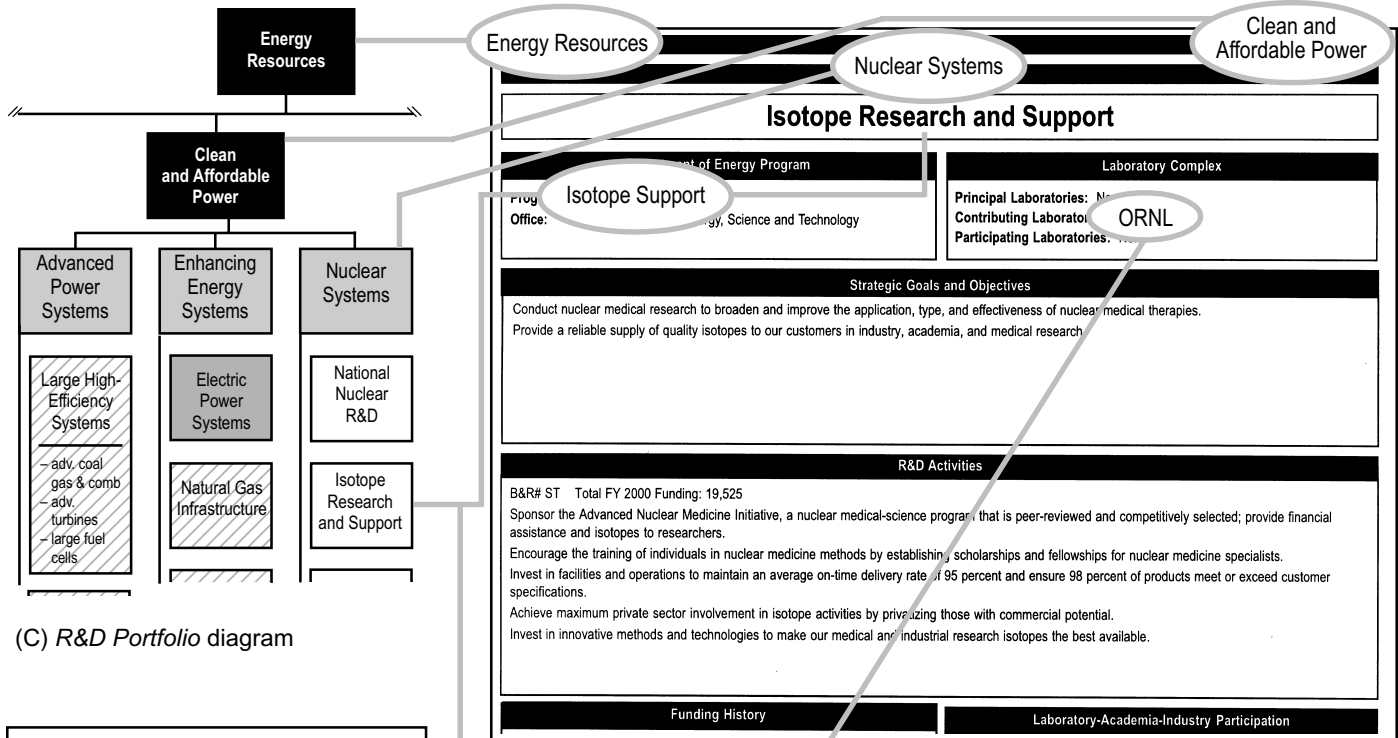 Energy
Resources
Clean
and Affordable
Power
Advanced
Power
Systems
Enhancing
Energy
Systems
Nuclear
Systems
Large High-
Efficiency
Systems
– adv. coal
gas & comb
– adv.
turbines
– large fuel
cells
Electric
Power
Systems
Natural Gas
Infrastructure
National
Nuclear
R&D
Isotope
Research
and Support
(C) R&D Portfolio diagram
Energy Resources
Nuclear Systems
Clean and
Affordable Power
Isotope Research and Support
of Energy Program
Isotope Support
Office: Science and Technology
Laboratory Complex
Principal Laboratories:
Contributing
ORNL
Participating Laboratories:
Strategic Goals and Objectives
Conduct nuclear medical research to broaden and improve the application, type, and effectiveness of nuclear medical therapies.
Provide a reliable supply of quality isotopes to our customers in industry, academia, and medical research
R&D Activities
B&R# ST Total FY 2000 Funding: 19,525
Sponsor the Advanced Nuclear Medicine Initiative, a nuclear medical-science program that is peer-reviewed and competitively selected; provide financial
assistance and isotopes to researchers.
Encourage the training of individuals in nuclear medicine methods by establishing scholarships and fellowships for nuclear medicine specialists.
Invest in facilities and operations to maintain an average on-time delivery rate of 95 percent and ensure 98 percent of products meet or exceed customer
specifications.
Achieve maximum private sector involvement in isotope activities by privatizing those with commercial potential.
Invest in innovative methods and technologies to make our medical and industrial research isotopes the best available.
Funding History
Laboratory-Academia-Industry Participation